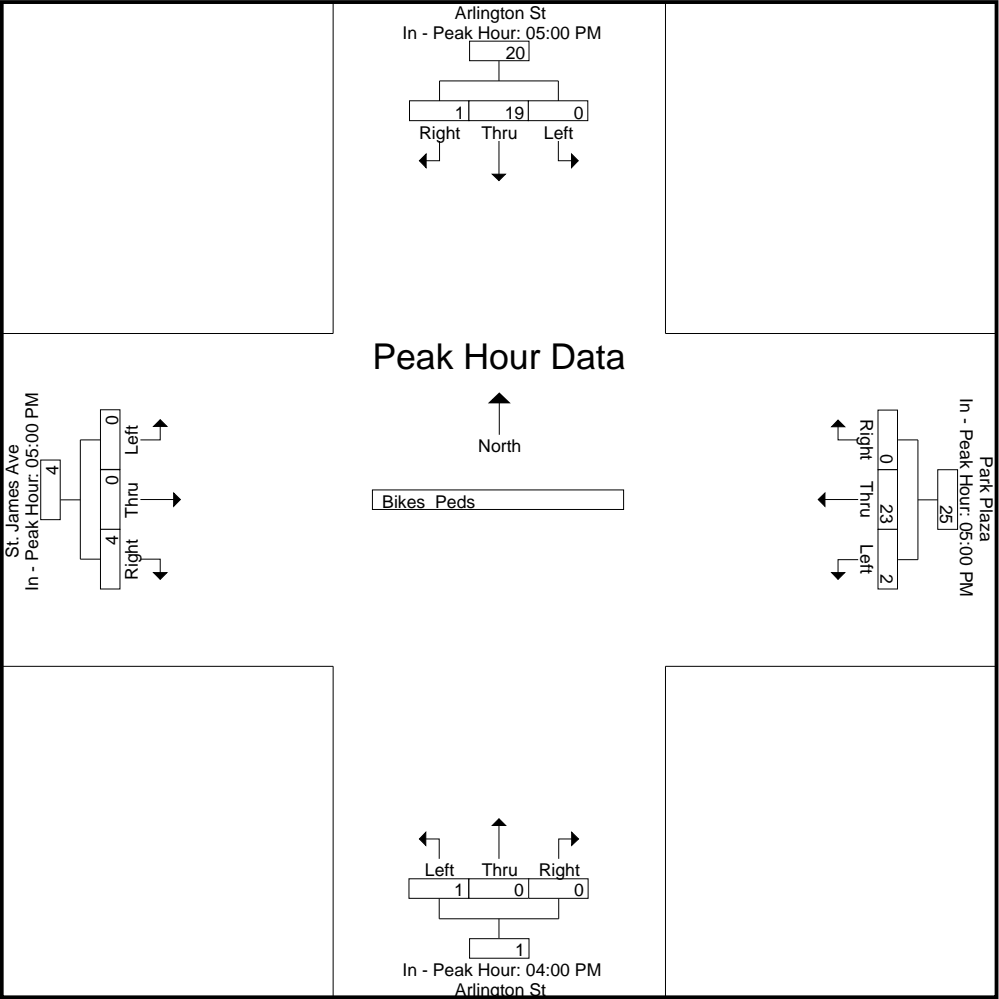 Arlington St
In - Peak Hour: 05:00 PM
20
1 19 0
Right Thru Left
Peak Hour Data
North
Bikes Peds
St. James Ave
In - Peak Hour: 05:00 PM
4
0 0 4
Left Thru Right
Park Plaza
In - Peak Hour: 05:00 PM
25
0 23 2
Right Thru Left
Left Thru Right
1 0 0
1
In - Peak Hour: 04:00 PM
Arlington St